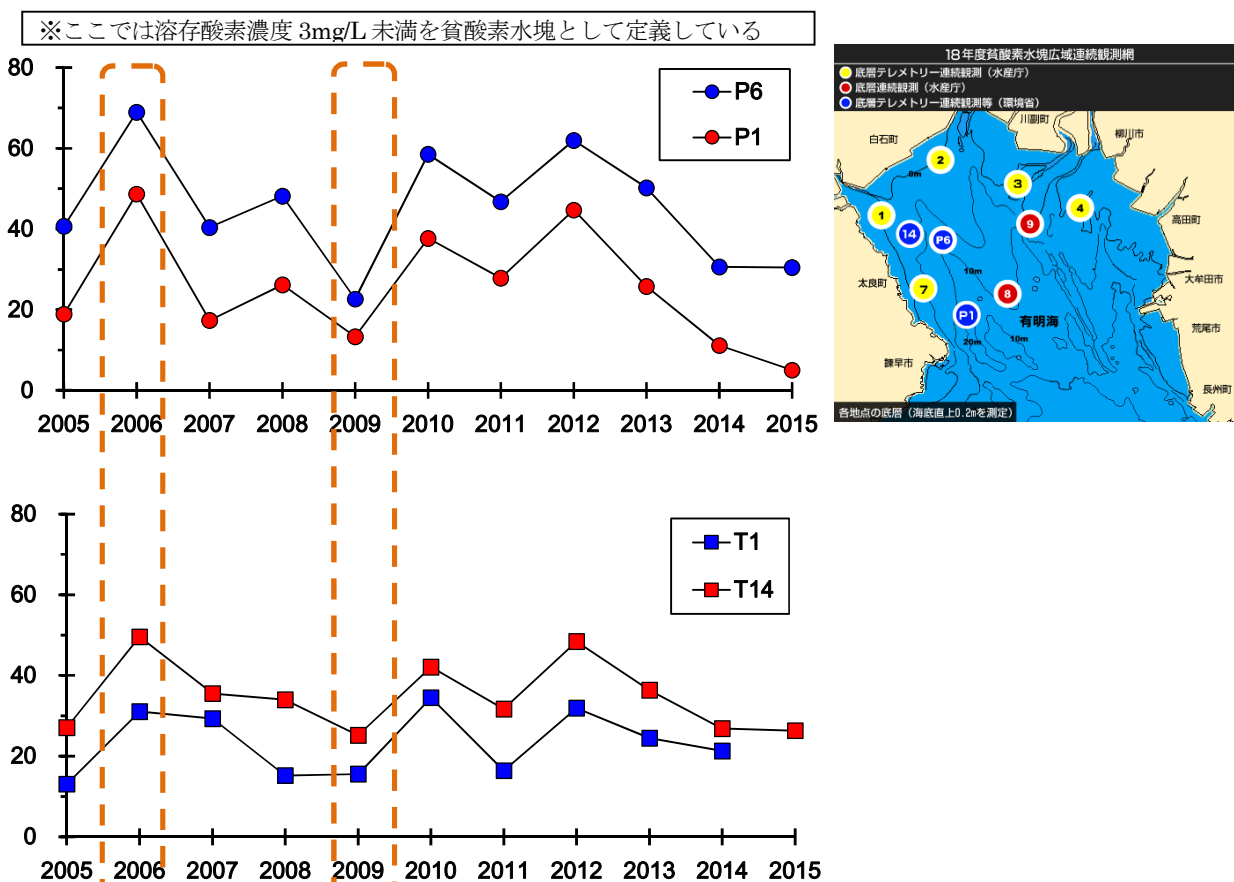 ※ここでは溶存酸素濃度 3mg/L 未満を貧酸素水塊として定義している
80
60
40
20
0
P6
P1
2005 2006 2007 2008 2009 2010 2011 2012 2013 2014 2015
18年度貧酸素水塊広域連続観測網
底層テレメトリー連続観測（水産庁）
底層連続観測（水産庁）
底層テレメトリー連続観測等（環境省）
川副町
白石町
柳川市
2
0m
3
4
1
高田町
14
P6
9
10m
大牟田市
太良町
7
8
P1
有明海
荒尾市
20m
10m
諫早市
長州町
各地点の底層（海底直上0.2mを測定）
80
60
40
20
0
T1
T14
2005 2006 2007 2008 2009 2010 2011 2012 2013 2014 2015